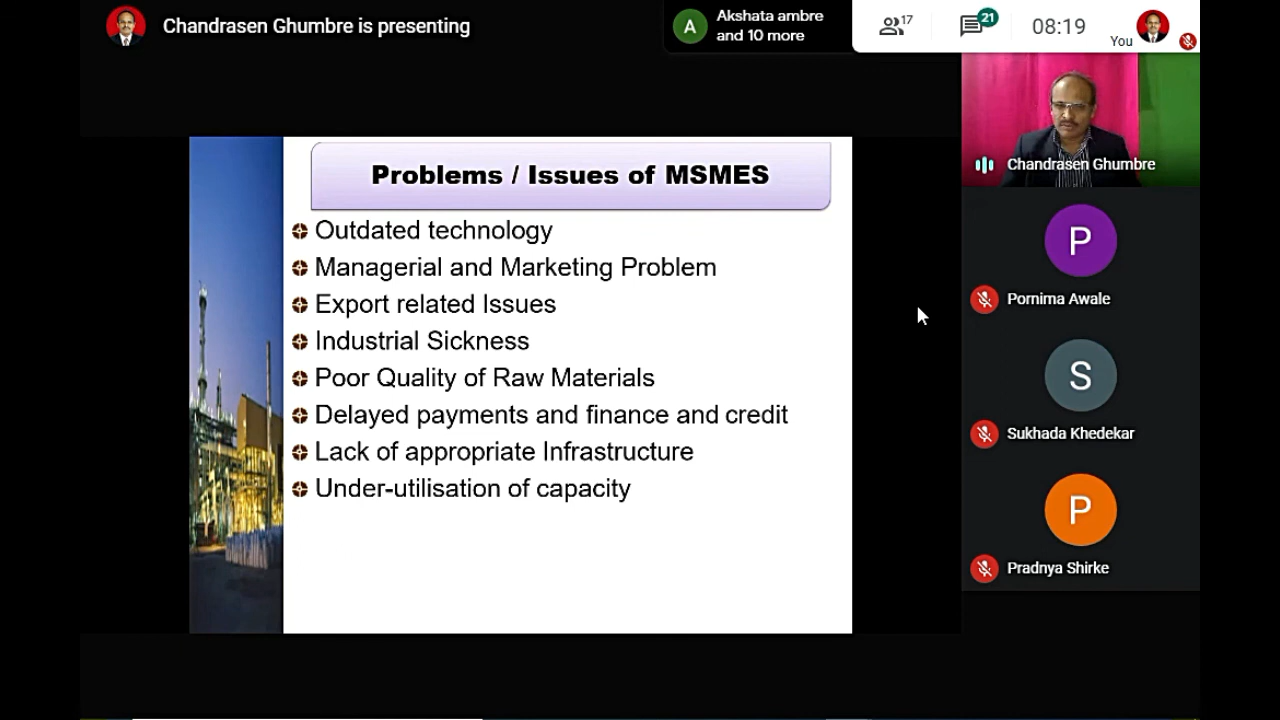 Chandrasen Ghumbre is presenting
A
Akshata ambre
and 10 more
17
21
08:19
You
Chandrasen Ghumbre
Problems / Issues of MSMES
Outdated technology
Managerial and Marketing Problem
Export related Issues
Industrial Sickness
Poor Quality of Raw Materials
Delayed payments and finance and credit
Lack of appropriate Infrastructure
Under-utilisation of capacity
P
Pornima Awale
S
Sukhada Khedekar
P
Pradnya Shirke